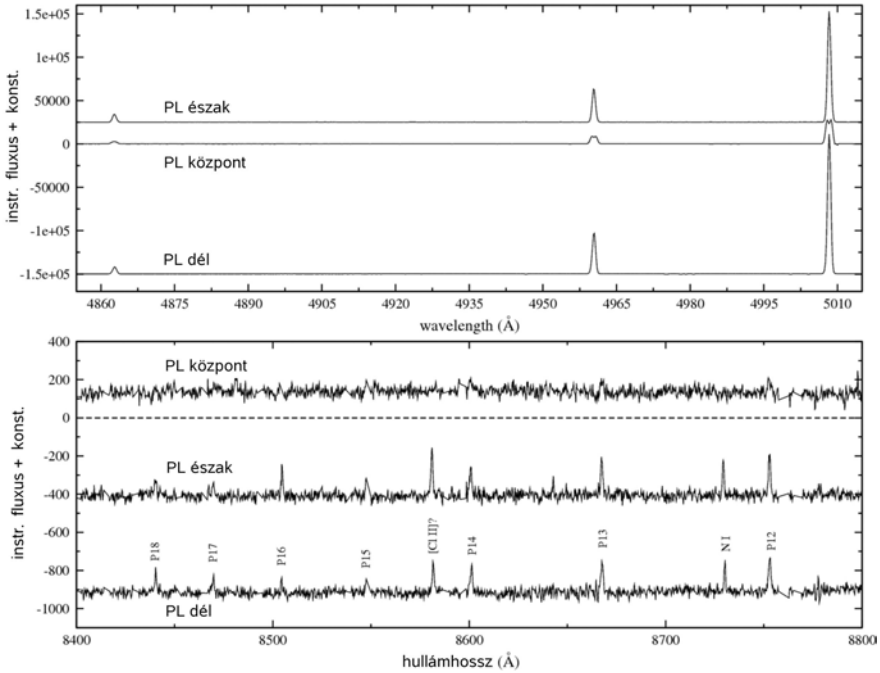 1.5e+05
1e+05
50000
0
-50000
-1e+05
-1.5e+05
instr. fluxus + konst.
PL észak
PL központ
PL dél
4860 4875 4890 4905 4920 4935 4950 4965 4980 4995 5010
wavelength (Å)
400
200
0
-200
-400
-600
-800
-1000
instr. fluxus + konst.
PL központ
PL észak
P18 P17 P16 P15 [Cl II]? P14 P13 N I P12
PL dél
8400 8500 8600 8700 8800
hullámhossz (Å)